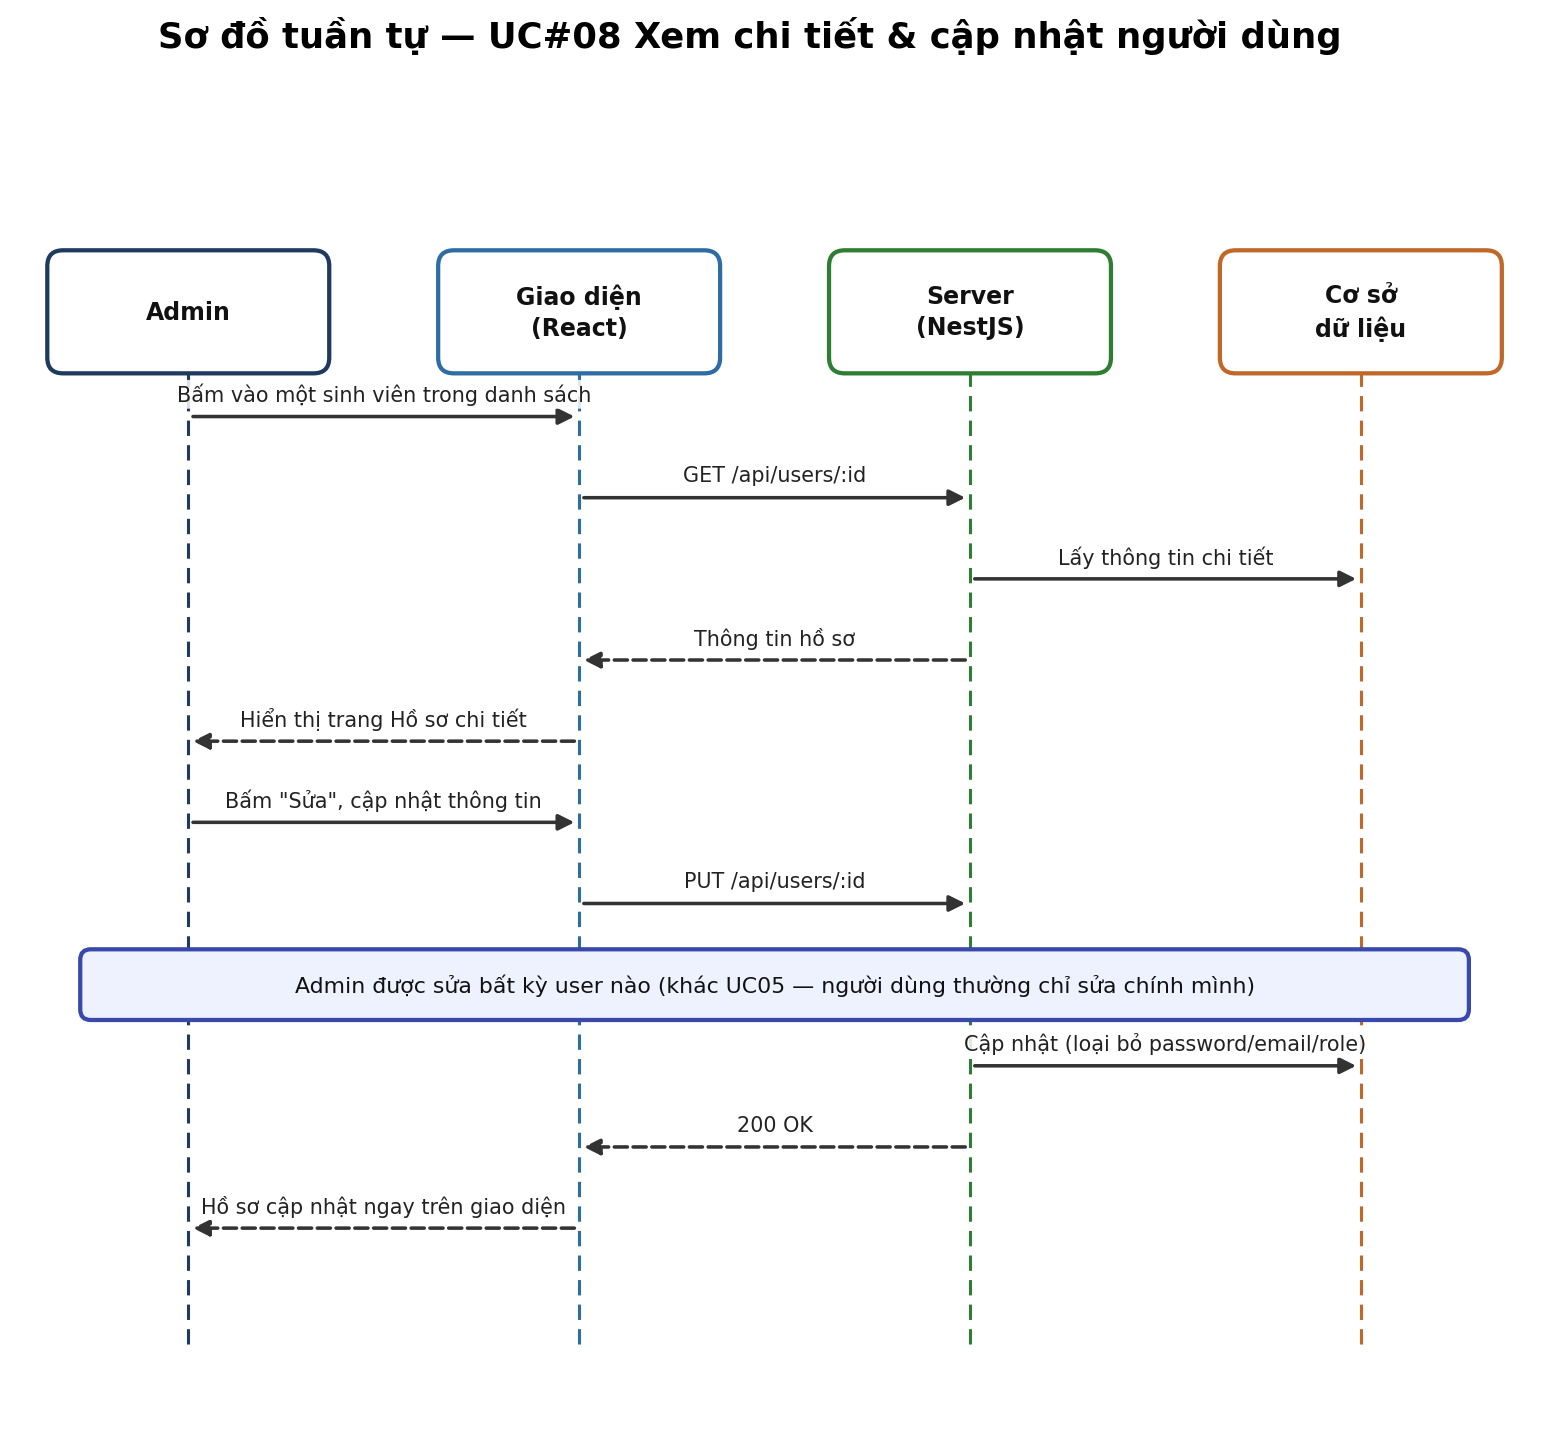 Sơ đồ tuần tự — UC#08 Xem chi tiết & cập nhật người dùng
Admin
Giao diện
(React)
Server
(NestJS)
Cơ sở
dữ liệu
Bấm vào một sinh viên trong danh sách
GET /api/users/:id
Lấy thông tin chi tiết
Thông tin hồ sơ
Hiển thị trang Hồ sơ chi tiết
Bấm "Sửa", cập nhật thông tin
PUT /api/users/:id
Admin được sửa bất kỳ user nào (khác UC05 — người dùng thường chỉ sửa chính mình)
Cập nhật (loại bỏ password/email/role)
200 OK
Hồ sơ cập nhật ngay trên giao diện